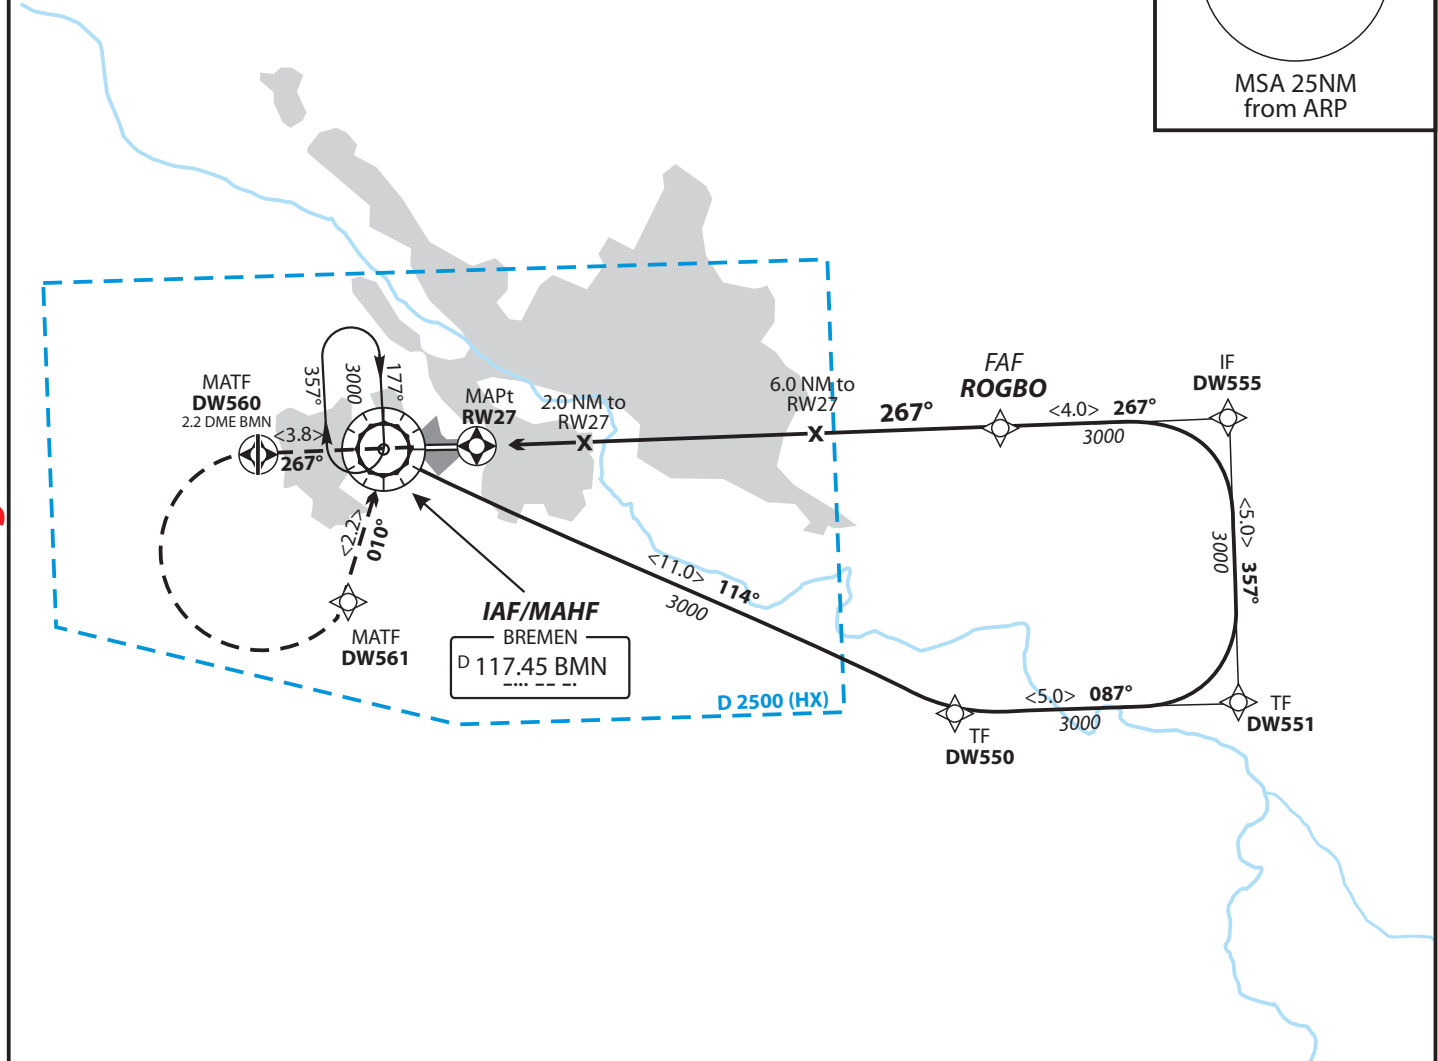 MSA 25NM
from ARP
MATF
DW560
2.2 DME BMN
<3.8>
267°
357°
3000
177°
MAPt
RW27
2.0 NM to
RW27
6.0 NM to
RW27
267°
FAF
ROGBO
<4.0> 267°
3000
IF
DW555
<5.0> 357°
3000
<2.2>
010°
MATF
DW561
IAF/MAHF
BREMEN
D 117.45 BMN
<11.0> 114°
3000
D 2500 (HX)
<5.0> 087°
3000
TF
DW550
TF
DW551